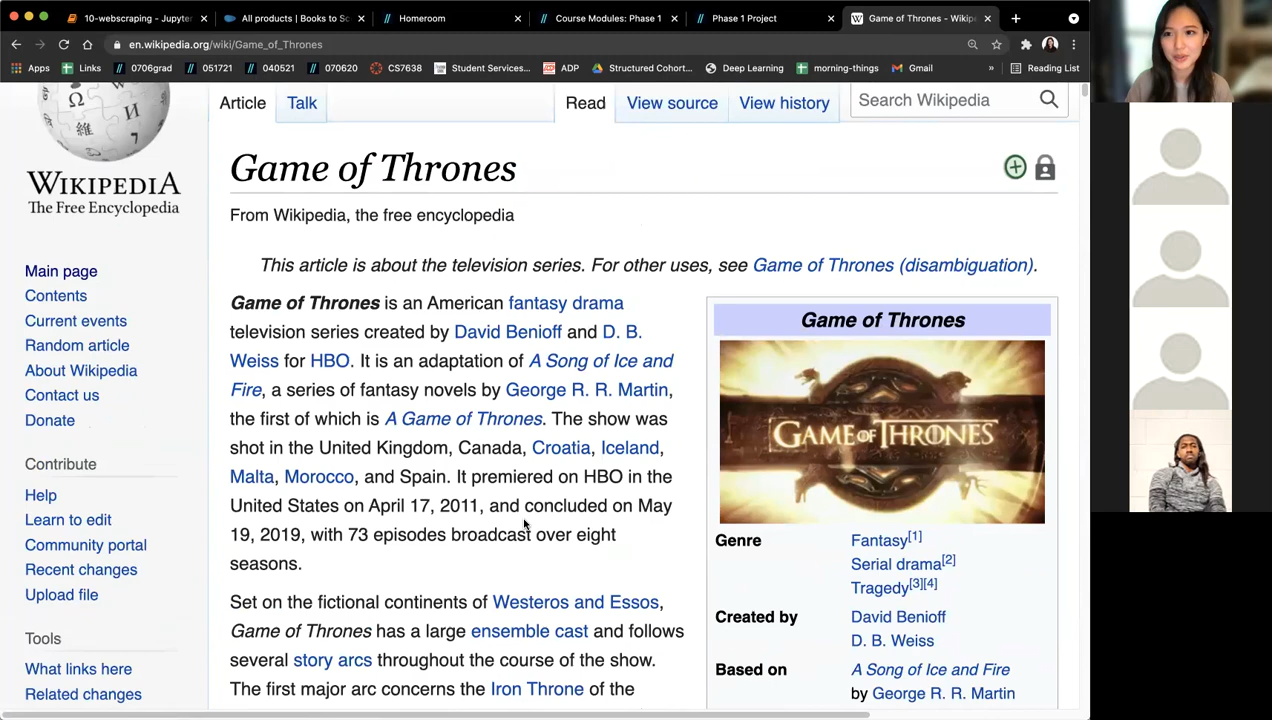 10-webscraping - Jupyter
All products | Books to Sc
Homeroom
Course Modules: Phase 1
Phase 1 Project
Game of Thrones - Wikip
en.wikipedia.org/wiki/Game_of_Thrones
Apps
Links
0706grad
051721
040521
070620
CS7638
Student Services...
ADP
Structured Cohort...
Deep Learning
morning-things
Gmail
»
Reading List
Article
Talk
Read
View source
View history
Search Wikipedia
WIKIPEDIA
The Free Encyclopedia
Main page
Contents
Current events
Random article
About Wikipedia
Contact us
Donate
Contribute
Help
Learn to edit
Community portal
Recent changes
Upload file
Tools
What links here
Related changes
Game of Thrones
From Wikipedia, the free encyclopedia
This article is about the television series. For other uses, see Game of Thrones (disambiguation).
Game of Thrones is an American fantasy drama
television series created by David Benioff and D. B.
Weiss for HBO. It is an adaptation of A Song of Ice and
Fire, a series of fantasy novels by George R. R. Martin,
the first of which is A Game of Thrones. The show was
shot in the United Kingdom, Canada, Croatia, Iceland,
Malta, Morocco, and Spain. It premiered on HBO in the
United States on April 17, 2011, and concluded on May
19, 2019, with 73 episodes broadcast over eight
seasons.
Set on the fictional continents of Westeros and Essos,
Game of Thrones has a large ensemble cast and follows
several story arcs throughout the course of the show.
The first major arc concerns the Iron Throne of the
Game of Thrones
GAME OF THRONES
Genre
Fantasy[1]
Serial drama[2]
Tragedy[3][4]
Created by
David Benioff
D. B. Weiss
Based on
A Song of Ice and Fire
by George R. R. Martin